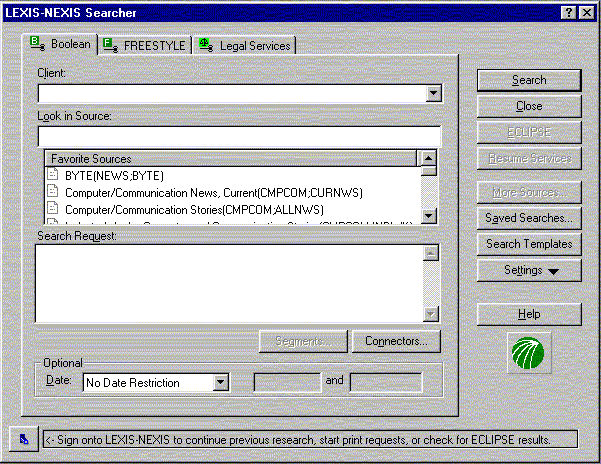 LEXIS-NEXIS Searcher
Boolean
FREESTYLE
Legal Services
Client:
Look in Source:
Favorite Sources
BYTE(NEWS;BYTE)
Computer/Communication News, Current(CMPCOM;CURNWS)
Computer/Communication Stories(CMPCOM;ALLNWS)
Search Request:
Segments...
Connectors...
Optional
Date:
No Date Restriction
and
Search
Close
ECLIPSE
Resume Services
More Sources...
Saved Searches...
Search Templates
Settings
Help
<- Sign onto LEXIS-NEXIS to continue previous research, start print requests, or check for ECLIPSE results.